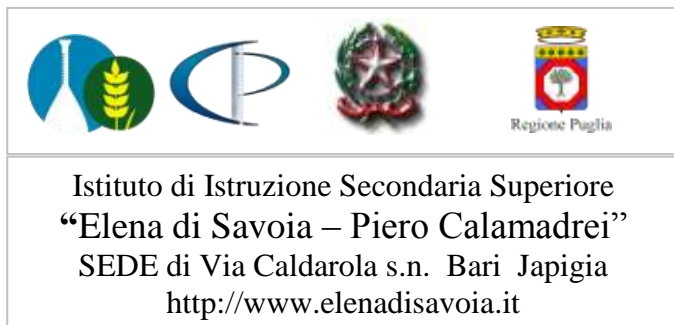 Regione Puglia
Istituto di Istruzione Secondaria Superiore
“Elena di Savoia – Piero Calamadrei”
SEDE di Via Caldarola s.n. Bari Japigia
http://www.elenadisavoia.it